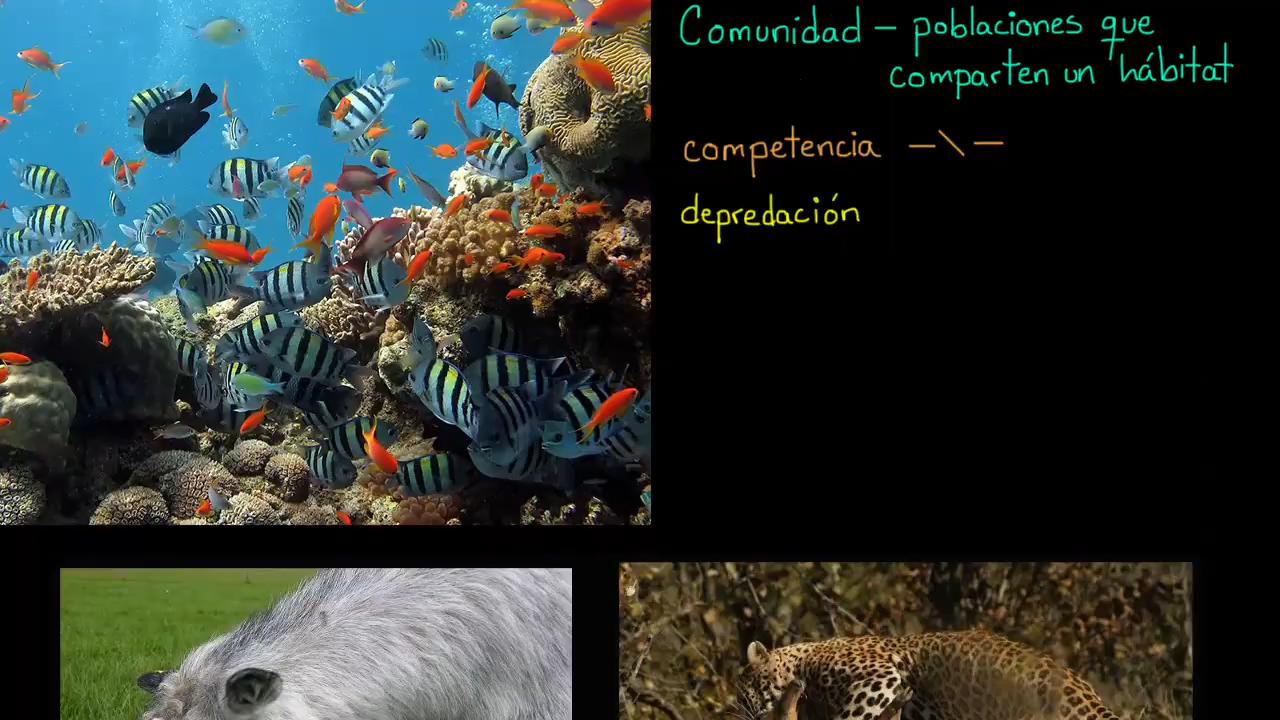 Comunidad – poblaciones que
comparten un hábitat
competencia – \ –
depredación